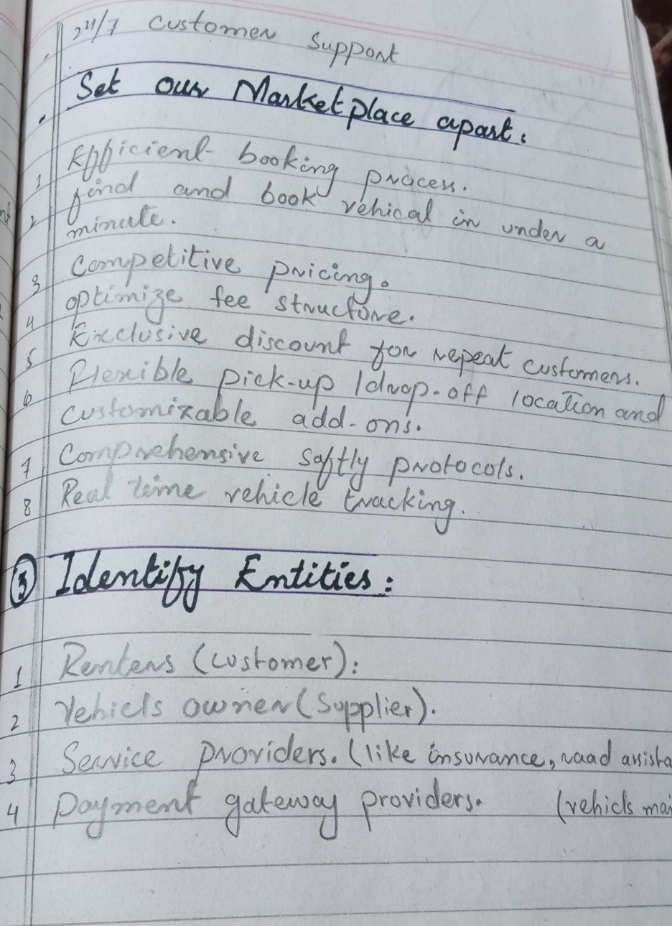 24/7 Customer Support
Set our Marketplace apart:
1 Efficient booking process.
2 find and book vehical in under a
minute.
3 Competitive pricing.
4 optimize fee structure.
5 Exclusive discount for repeat customers.
6 Flexible pick-up /drop-off location and
customizable add-ons.
7 Comprehensive saftly protocols.
8 Real time vehicle tracking.
③ Identify Entities:
1 Renters (customer):
2 Vehicls owner (Supplier).
3 Service providers. (like insurance, road assista
4 payment gateway providers. (vehicls mai